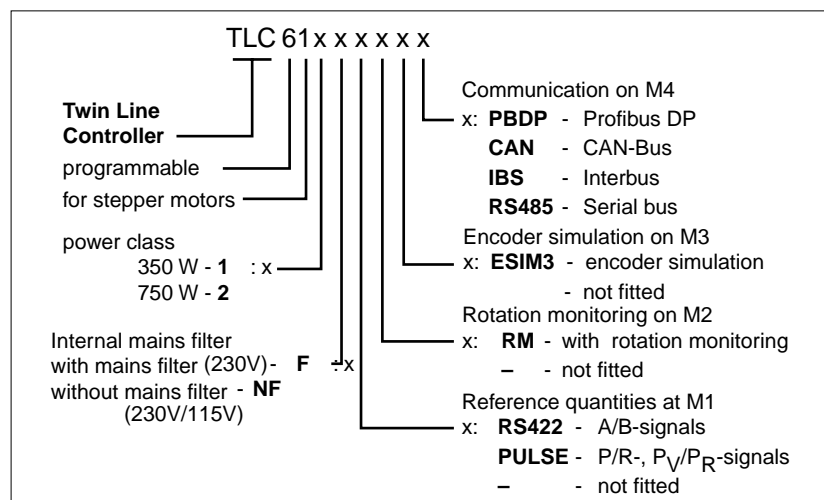 TLC 61 x x x x x x
Twin Line
Controller
programmable
for stepper motors
power class
350 W - 1 : x
750 W - 2
Internal mains filter
with mains filter (230V) - F : x
without mains filter - NF
(230V/115V)
Communication on M4
x: PBDP - Profibus DP
CAN - CAN-Bus
IBS - Interbus
RS485 - Serial bus
Encoder simulation on M3
x: ESIM3 - encoder simulation
- not fitted
Rotation monitoring on M2
x: RM - with rotation monitoring
– - not fitted
Reference quantities at M1
x: RS422 - A/B-signals
PULSE - P/R-, PV/PR-signals
– - not fitted